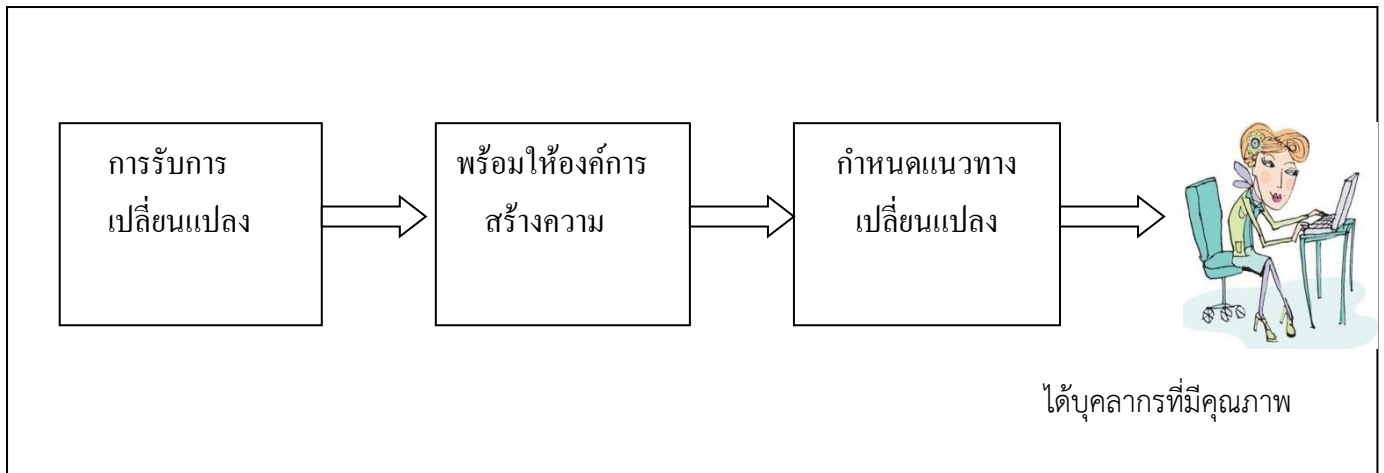 การรับการ
เปลี่ยนแปลง
พร้อมให้องค์การ
สร้างความ
กำหนดแนวทาง
เปลี่ยนแปลง
ได้บุคลากรที่มีคุณภาพ